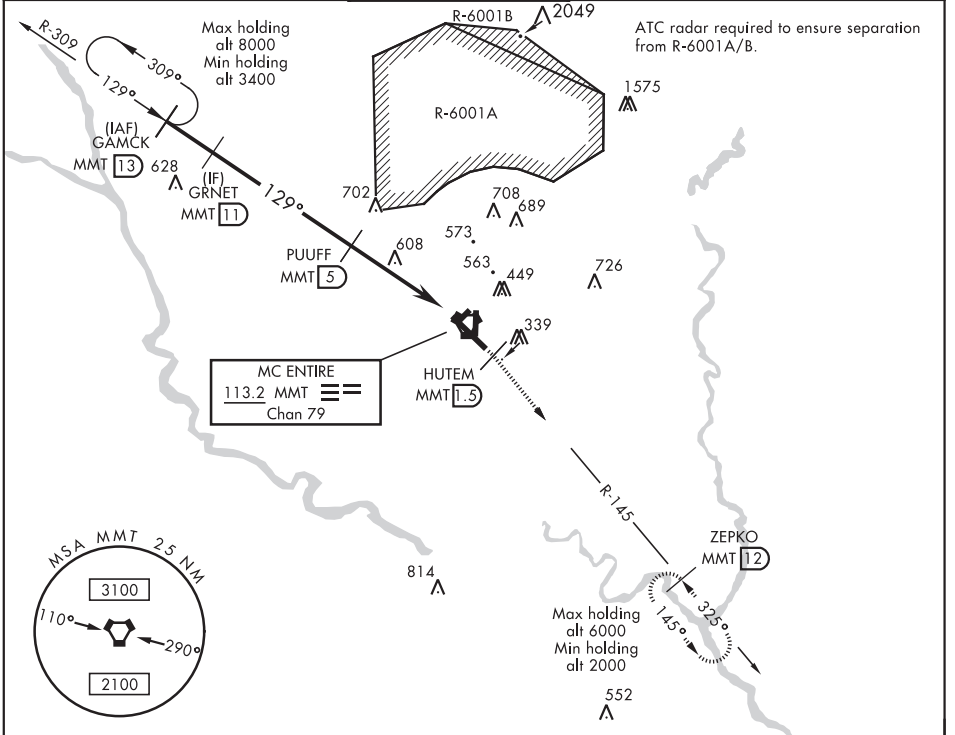 R-309
Max holding
alt 8000
Min holding
alt 3400
R-6001B
2049
ATC radar required to ensure separation
from R-6001A/B.
309°
129°
1575
R-6001A
(IAF)
GAMCK
MMT 13
628
(IF)
GRNET
MMT 11
129°
702
708
689
PUUFF
MMT 5
608
573
563
449
726
339
MC ENTIRE
113.2 MMT
Chan 79
HUTEM
MMT 1.5
R-145
ZEPKO
MMT 12
MSA MMT 25 NM
3100
110°
290°
2100
814
Max holding
alt 6000
Min holding
alt 2000
145°
325°
552